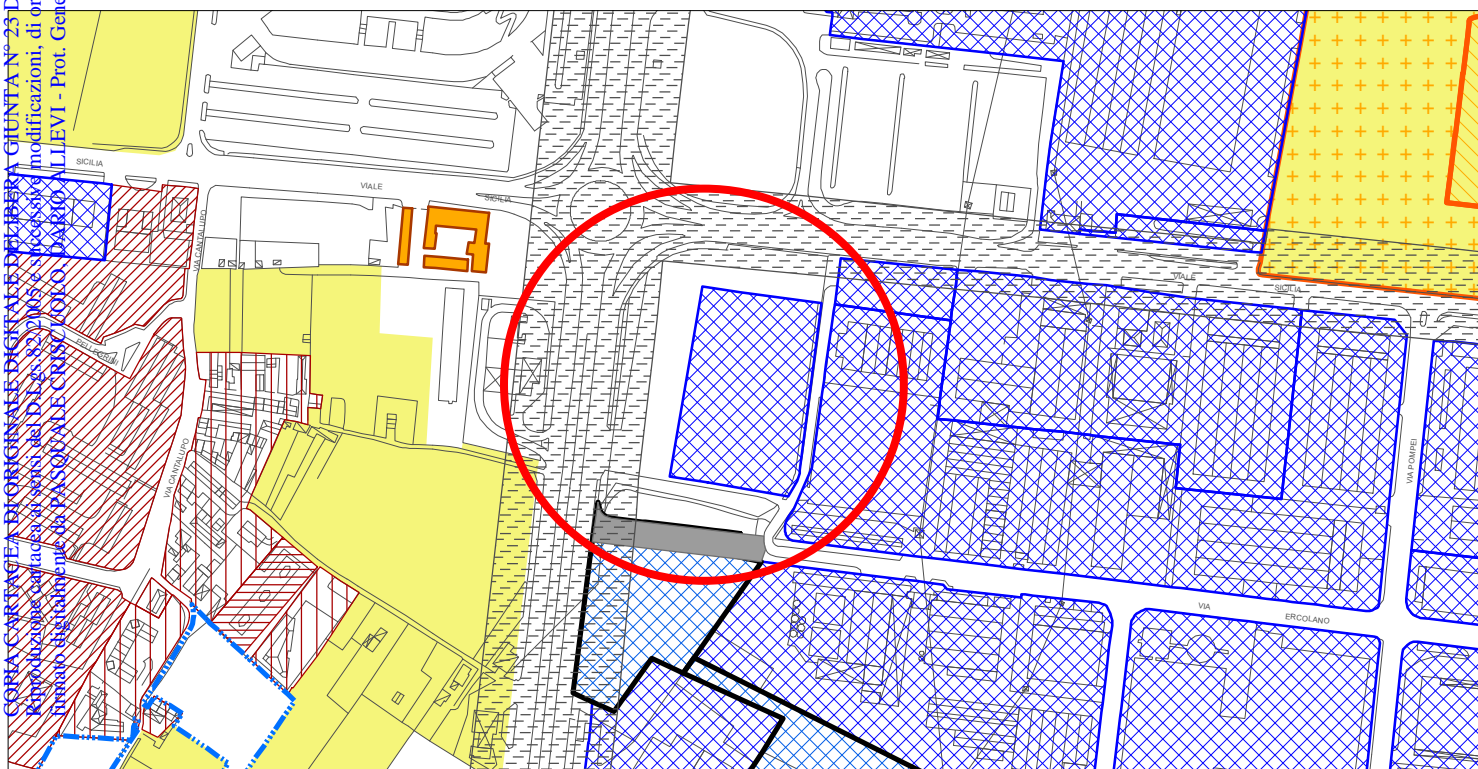 COPIA CARTACEA DI ORIGINALE DIGITALE DELIBERA GIUNTA N° 23 D
Riproduzione cartacea ai sensi del D.Lgs.82/2005 e successive modificazioni, di or
firmato digitalmente da PASQUALE CRISCUOLO, DARIO ALLEVI - Prot. Gene
SICILIA
VIALE
SICILIA
VIA CANTALUPO
PELLEGRINI
VIA CANTALUPO
VIALE
SICILIA
VIA POMPEI
VIA
ERCOLANO